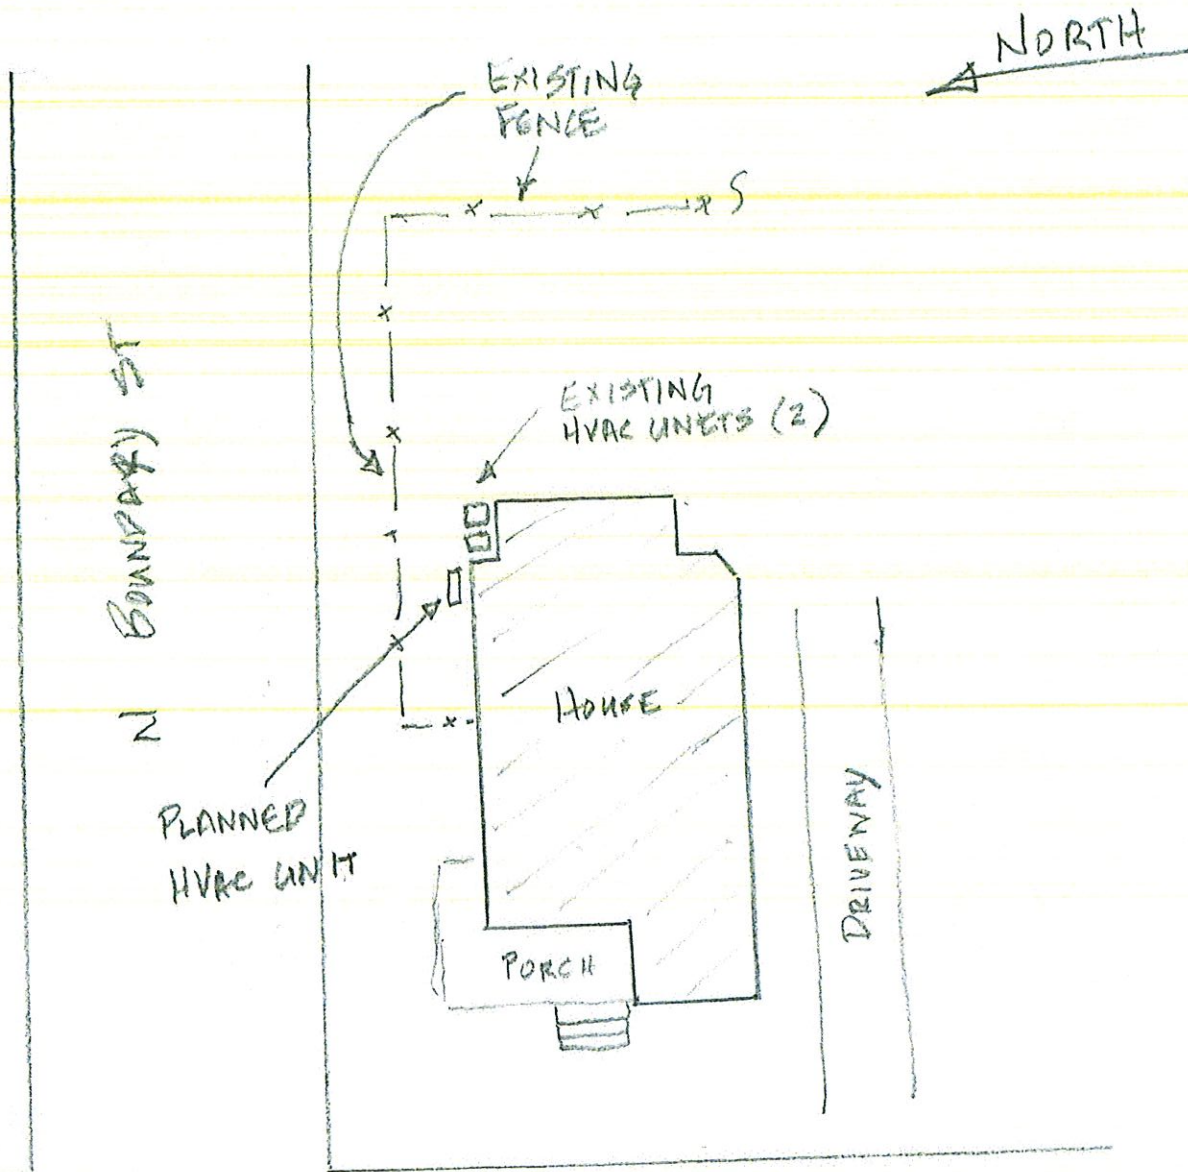 NORTH
EXISTING
FENCE
EXISTING
HVAC UNITS (2)
N BOUNDARY ST
HOUSE
PLANNED
HVAC UNIT
DRIVEWAY
PORCH